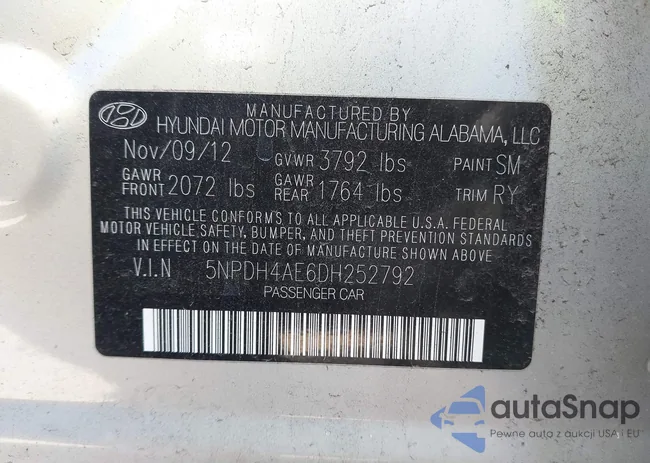 MANUFACTURED BY
HYUNDAI MOTOR MANUFACTURING ALABAMA, LLC
Nov/09/12 GVWR 3792 lbs PAINT SM
GAWR FRONT 2072 lbs GAWR REAR 1764 lbs TRIM RY
THIS VEHICLE CONFORMS TO ALL APPLICABLE U.S.A. FEDERAL
MOTOR VEHICLE SAFETY, BUMPER, AND THEFT PREVENTION STANDARDS
IN EFFECT ON THE DATE OF MANUFACTURE SHOWN ABOVE.
V.I.N 5NPDH4AE6DH252792
PASSENGER CAR
autaSnap
Pewne auto z aukcji USA i EU